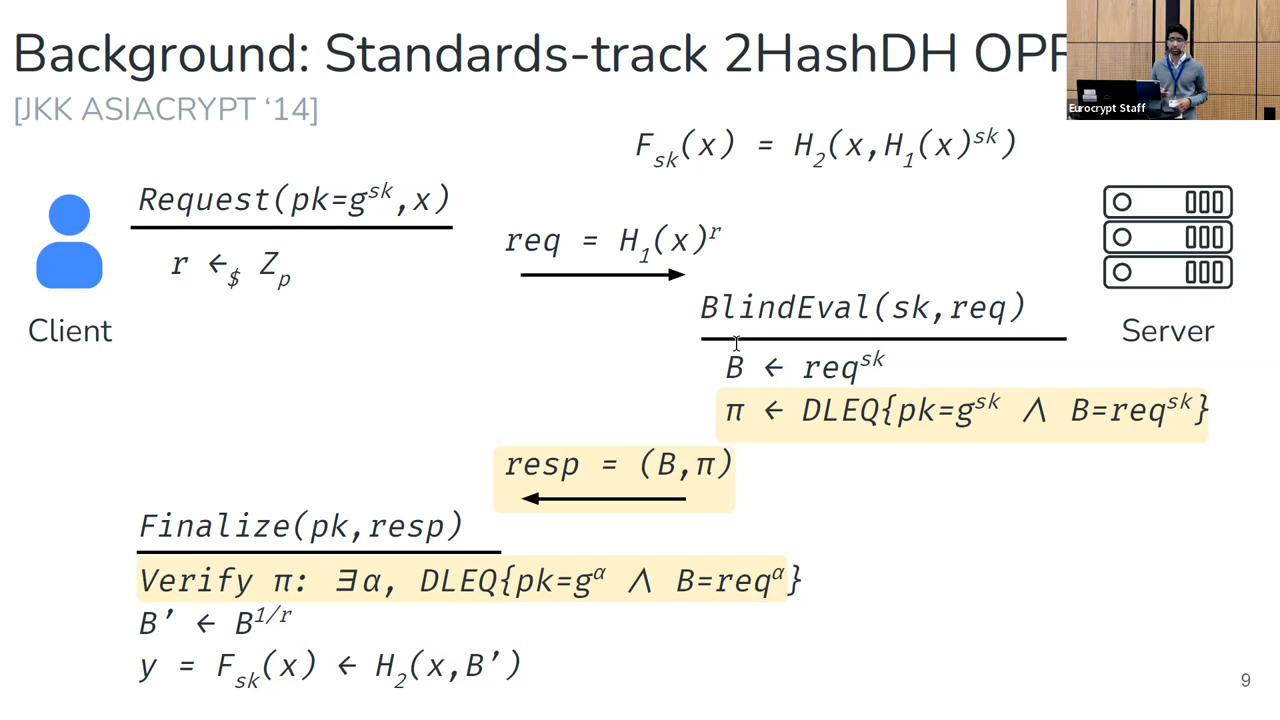 Background: Standards-track 2HashDH OPR
[JKK ASIACRYPT ‘14]
Eurocrypt Staff
F_sk(x) = H_2(x,H_1(x)^sk)
Request(pk=g^sk,x)
r ←_$ Z_p
req = H_1(x)^r
Client
Server
BlindEval(sk,req)
B ← req^sk
π ← DLEQ{pk=g^sk ∧ B=req^sk}
resp = (B,π)
Finalize(pk,resp)
Verify π: ∃α, DLEQ{pk=g^α ∧ B=req^α}
B’ ← B^1/r
y = F_sk(x) ← H_2(x,B’)
9